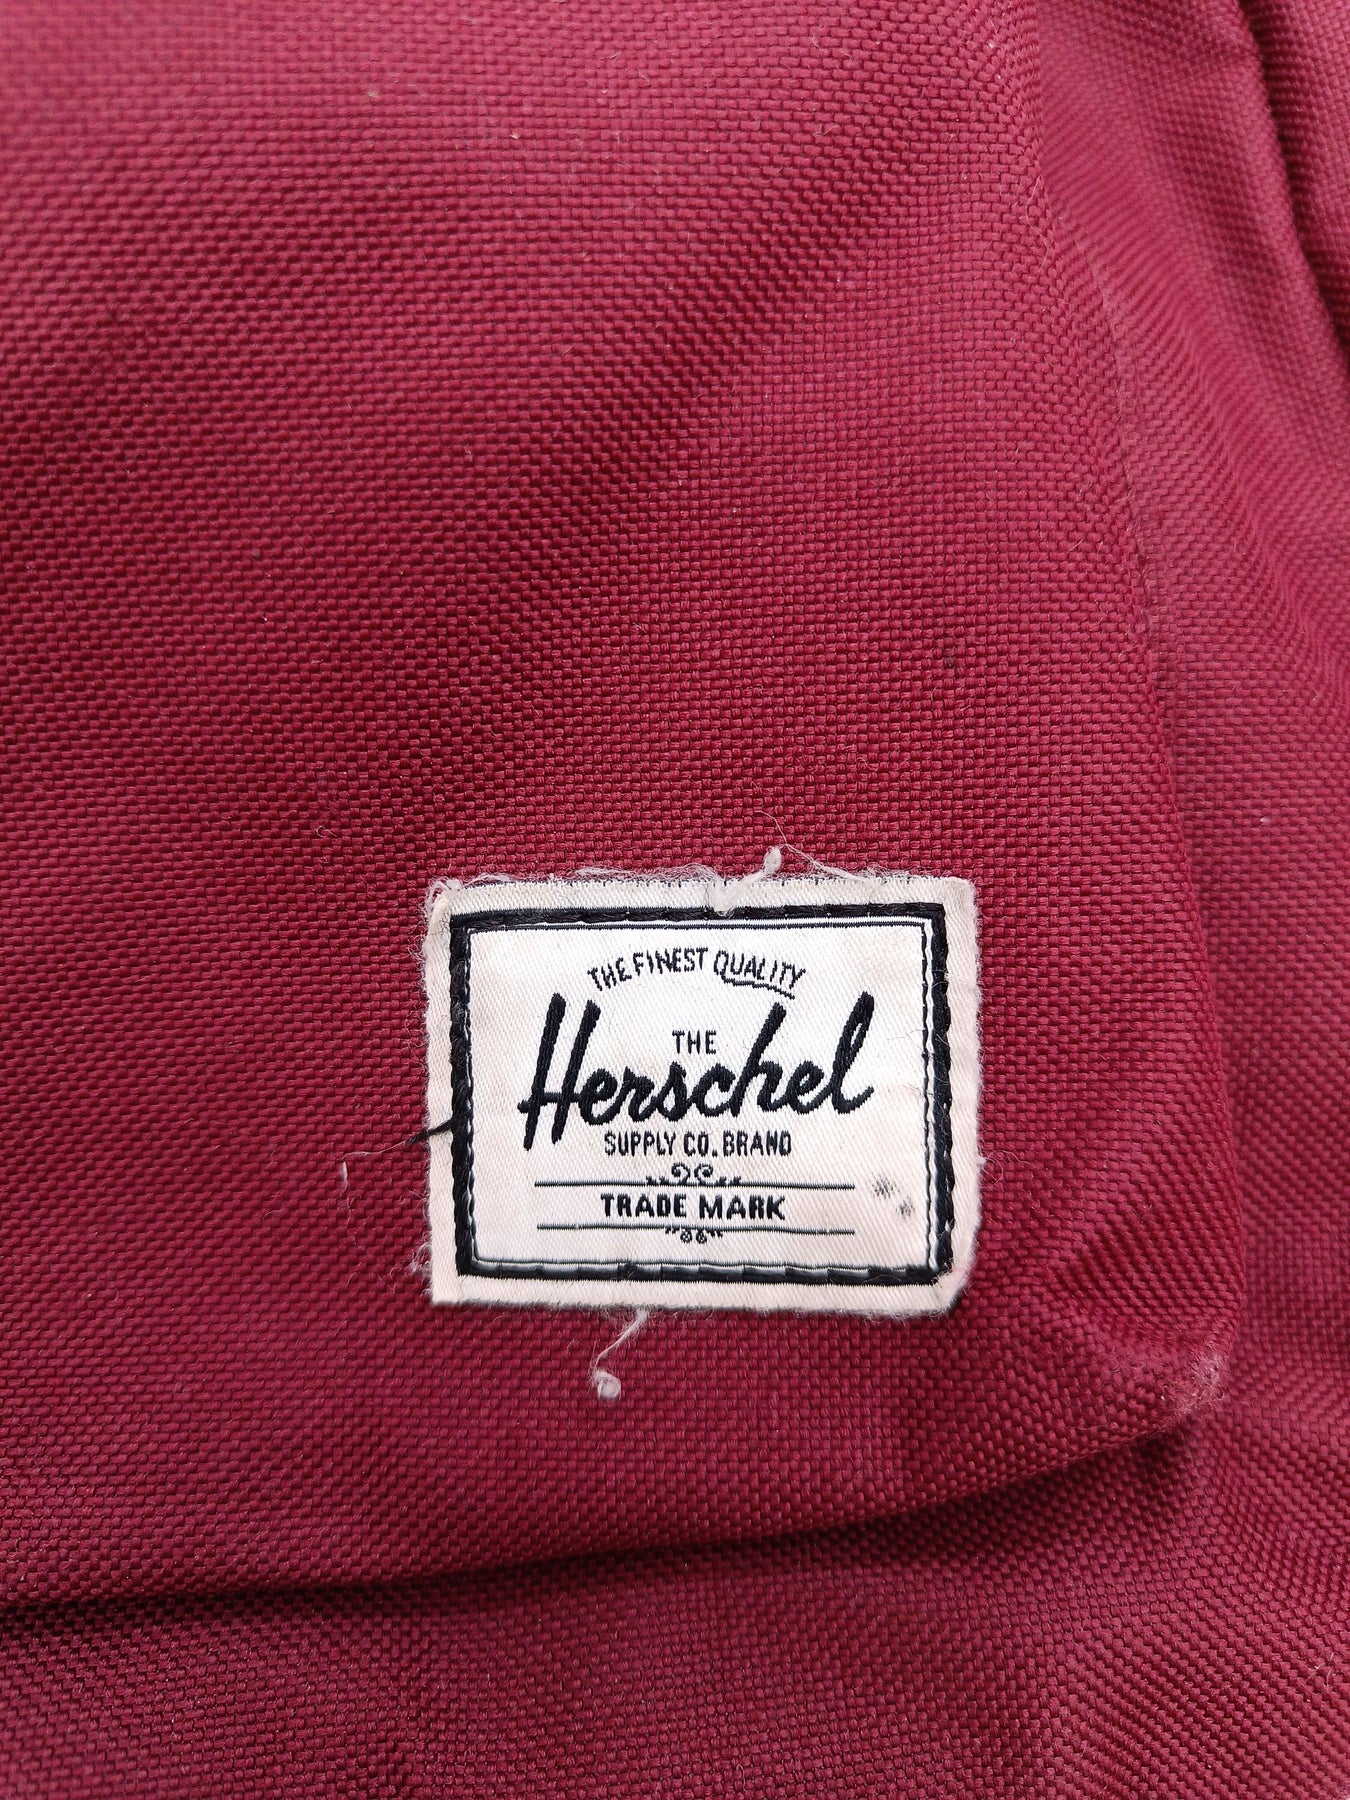 THE FINEST QUALITY
THE
Herschel
SUPPLY CO. BRAND
TRADE MARK